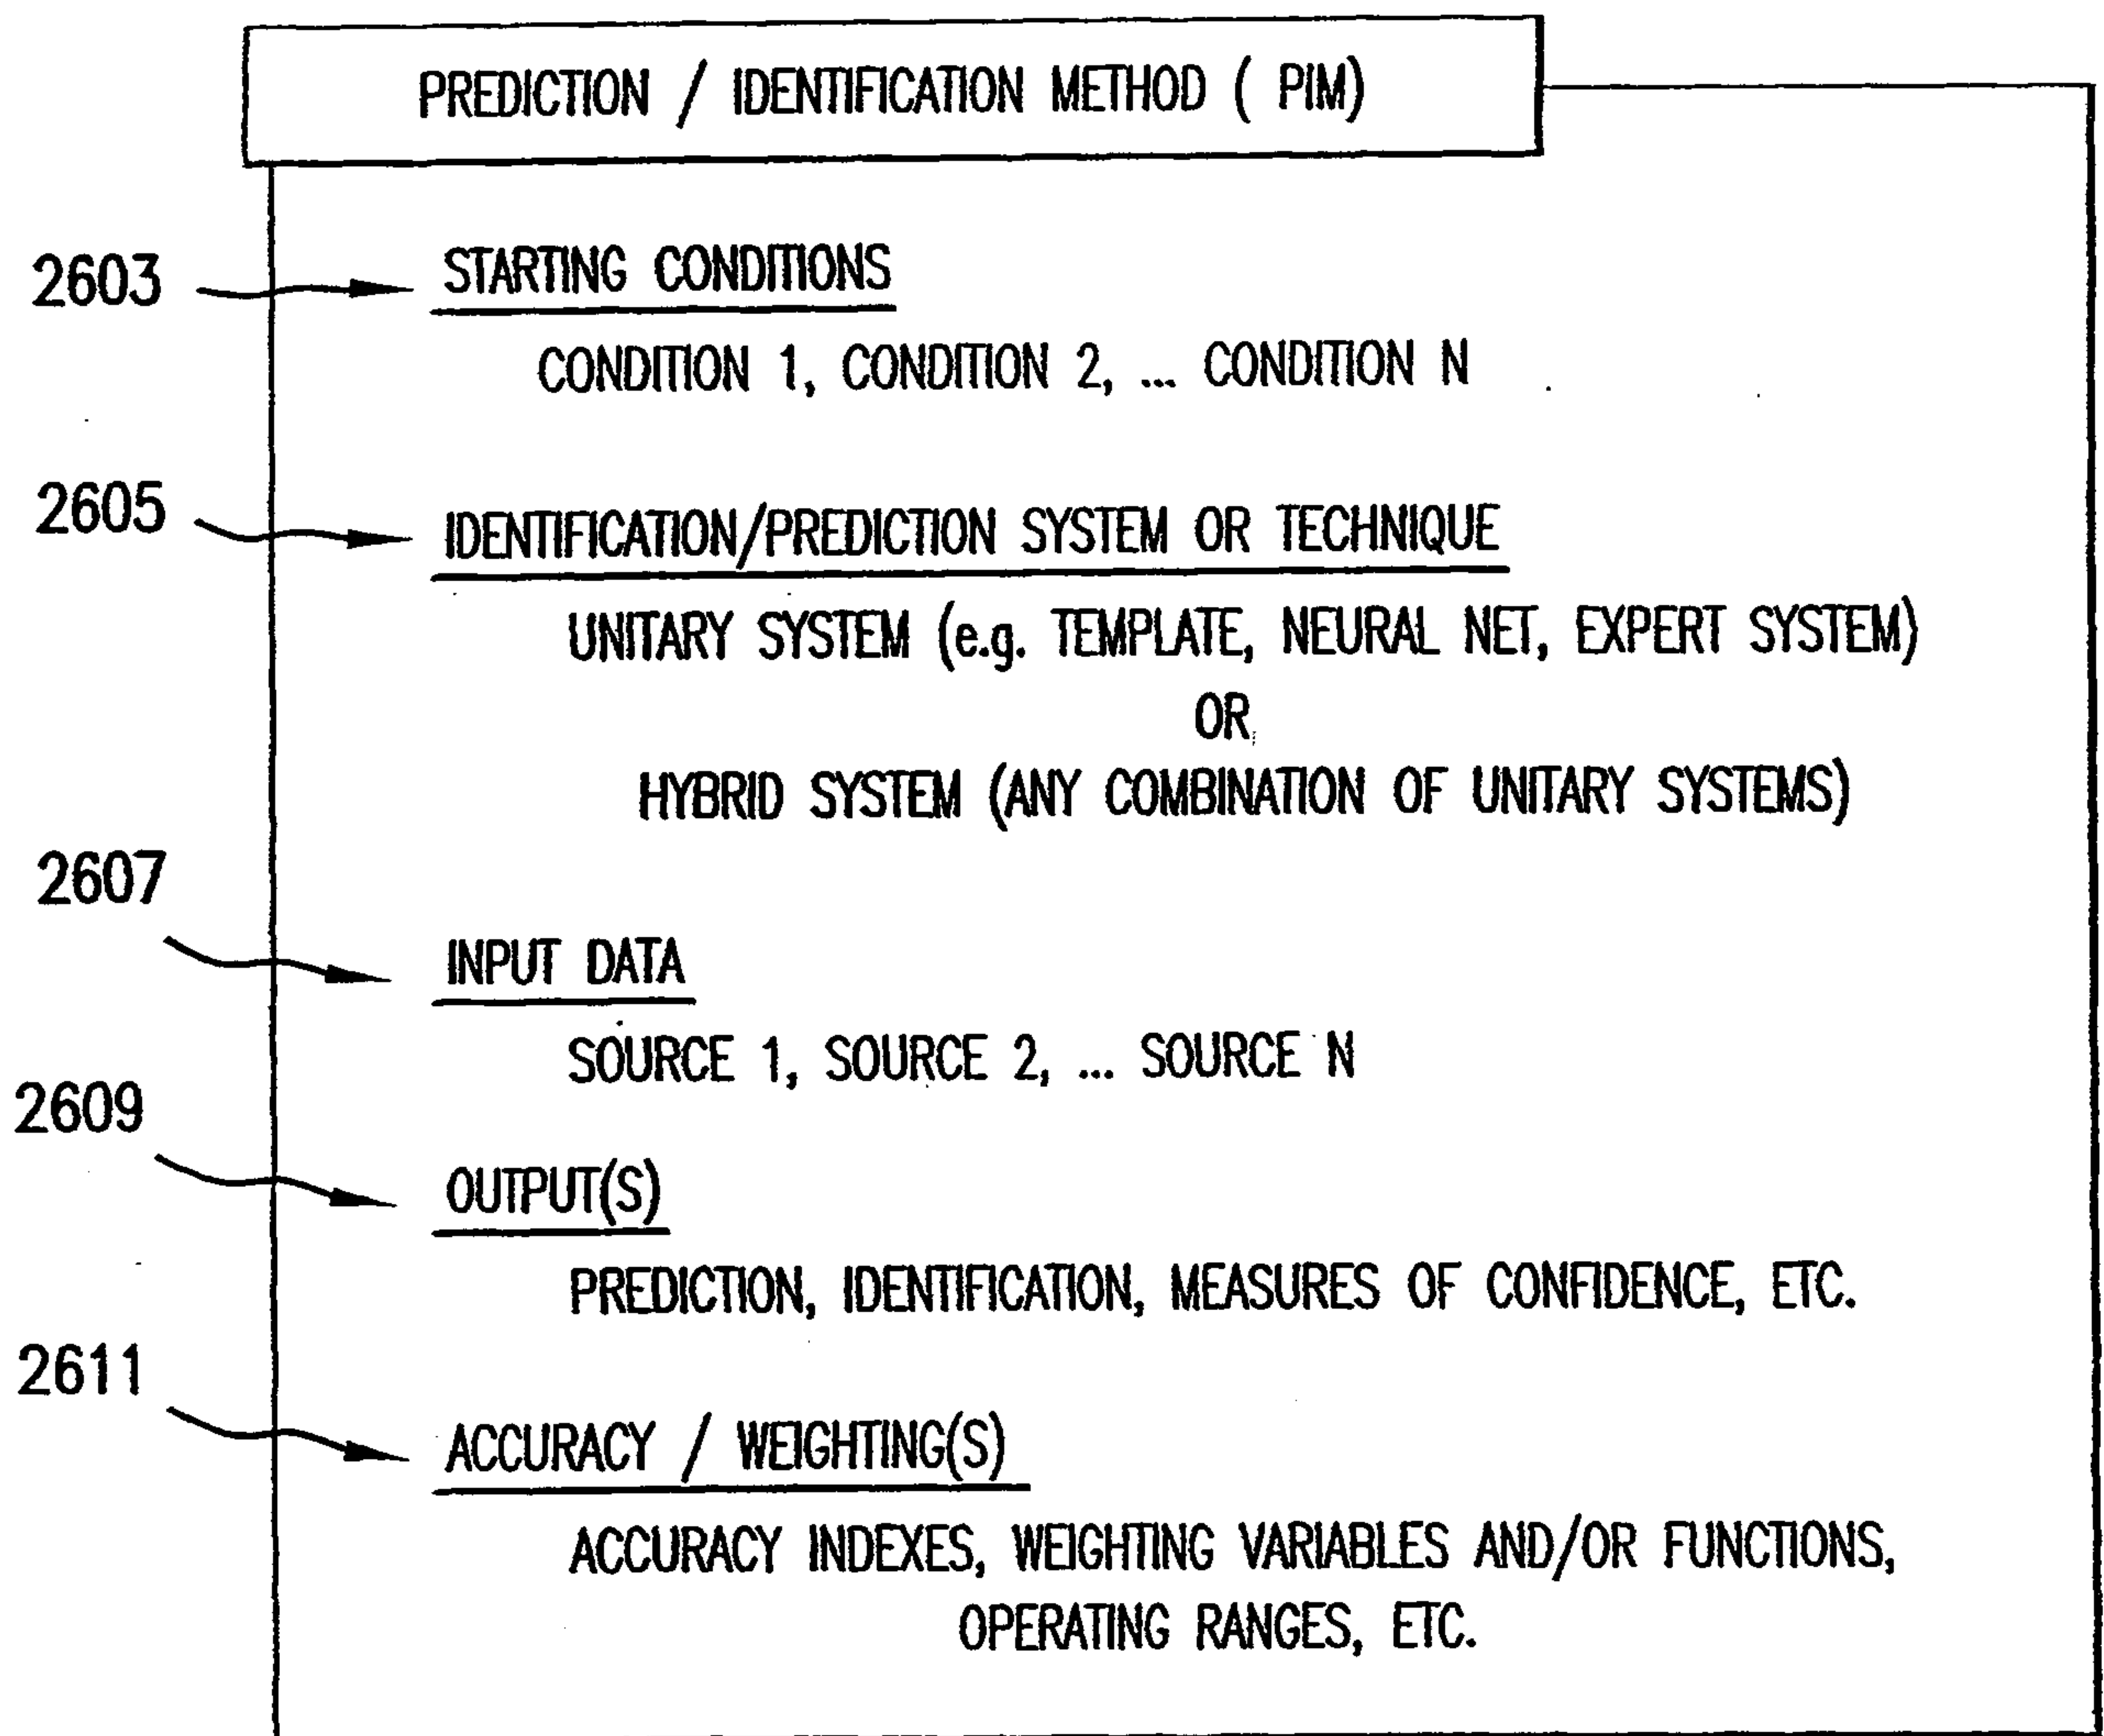 PREDICTION / IDENTIFICATION METHOD ( PIM)
2603
STARTING CONDITIONS
CONDITION 1, CONDITION 2, ... CONDITION N
2605
IDENTIFICATION/PREDICTION SYSTEM OR TECHNIQUE
UNITARY SYSTEM (e.g. TEMPLATE, NEURAL NET, EXPERT SYSTEM)
OR
HYBRID SYSTEM (ANY COMBINATION OF UNITARY SYSTEMS)
2607
INPUT DATA
SOURCE 1, SOURCE 2, ... SOURCE N
2609
OUTPUT(S)
PREDICTION, IDENTIFICATION, MEASURES OF CONFIDENCE, ETC.
2611
ACCURACY / WEIGHTING(S)
ACCURACY INDEXES, WEIGHTING VARIABLES AND/OR FUNCTIONS,
OPERATING RANGES, ETC.